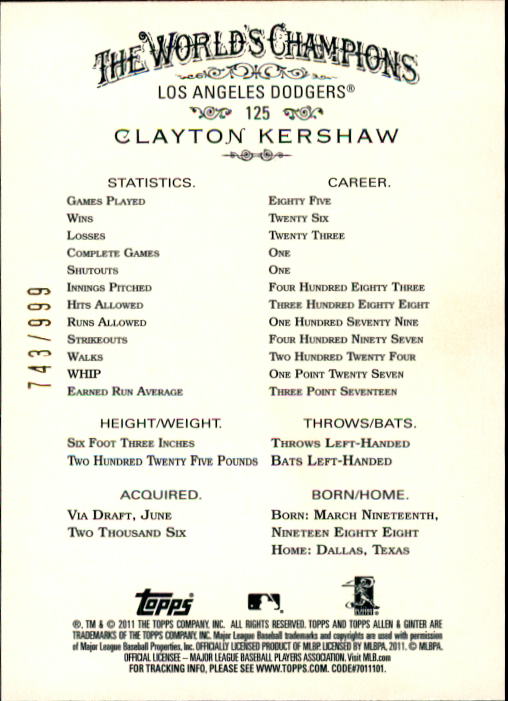 THE WORLD'S CHAMPIONS
LOS ANGELES DODGERS®
125
CLAYTON KERSHAW
STATISTICS. CAREER.
GAMES PLAYED EIGHTY FIVE
WINS TWENTY SIX
LOSSES TWENTY THREE
COMPLETE GAMES ONE
SHUTOUTS ONE
INNINGS PITCHED FOUR HUNDRED EIGHTY THREE
HITS ALLOWED THREE HUNDRED EIGHTY EIGHT
RUNS ALLOWED ONE HUNDRED SEVENTY NINE
STRIKEOUTS FOUR HUNDRED NINETY SEVEN
WALKS TWO HUNDRED TWENTY FOUR
WHIP ONE POINT TWENTY SEVEN
EARNED RUN AVERAGE THREE POINT SEVENTEEN
743/999
HEIGHT/WEIGHT. THROWS/BATS.
SIX FOOT THREE INCHES THROWS LEFT-HANDED
TWO HUNDRED TWENTY FIVE POUNDS BATS LEFT-HANDED
ACQUIRED. BORN/HOME.
VIA DRAFT, JUNE BORN: MARCH NINETEENTH,
TWO THOUSAND SIX NINETEEN EIGHTY EIGHT
HOME: DALLAS, TEXAS
Topps
®, TM & © 2011 THE TOPPS COMPANY, INC. ALL RIGHTS RESERVED. TOPPS AND TOPPS ALLEN & GINTER ARE
TRADEMARKS OF THE TOPPS COMPANY, INC. Major League Baseball trademarks and copyrights are used with permission
of Major League Baseball Properties, Inc. OFFICIALLY LICENSED PRODUCT OF MLBP. LICENSED BY MLBPA, 2011. © MLBPA.
OFFICIAL LICENSEE – MAJOR LEAGUE BASEBALL PLAYERS ASSOCIATION. Visit MLB.com
FOR TRACKING INFO, PLEASE SEE WWW.TOPPS.COM. CODE#7011101.